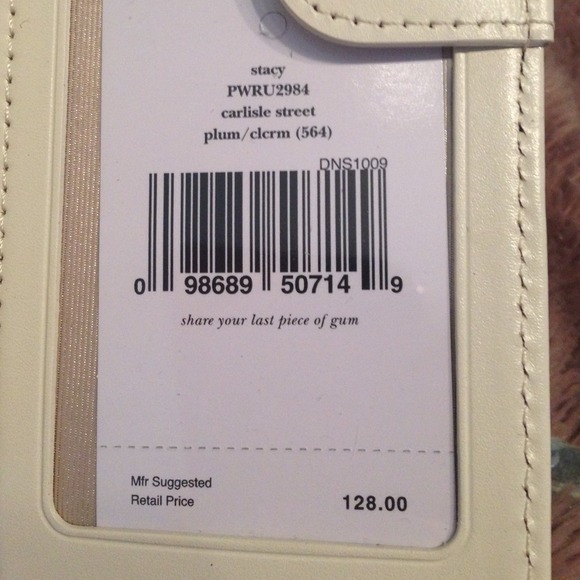 stacy
PWRU2984
carlisle street
plum/clcrm (564)
DNS1009
0 98689 50714 9
share your last piece of gum
Mfr Suggested
Retail Price 128.00